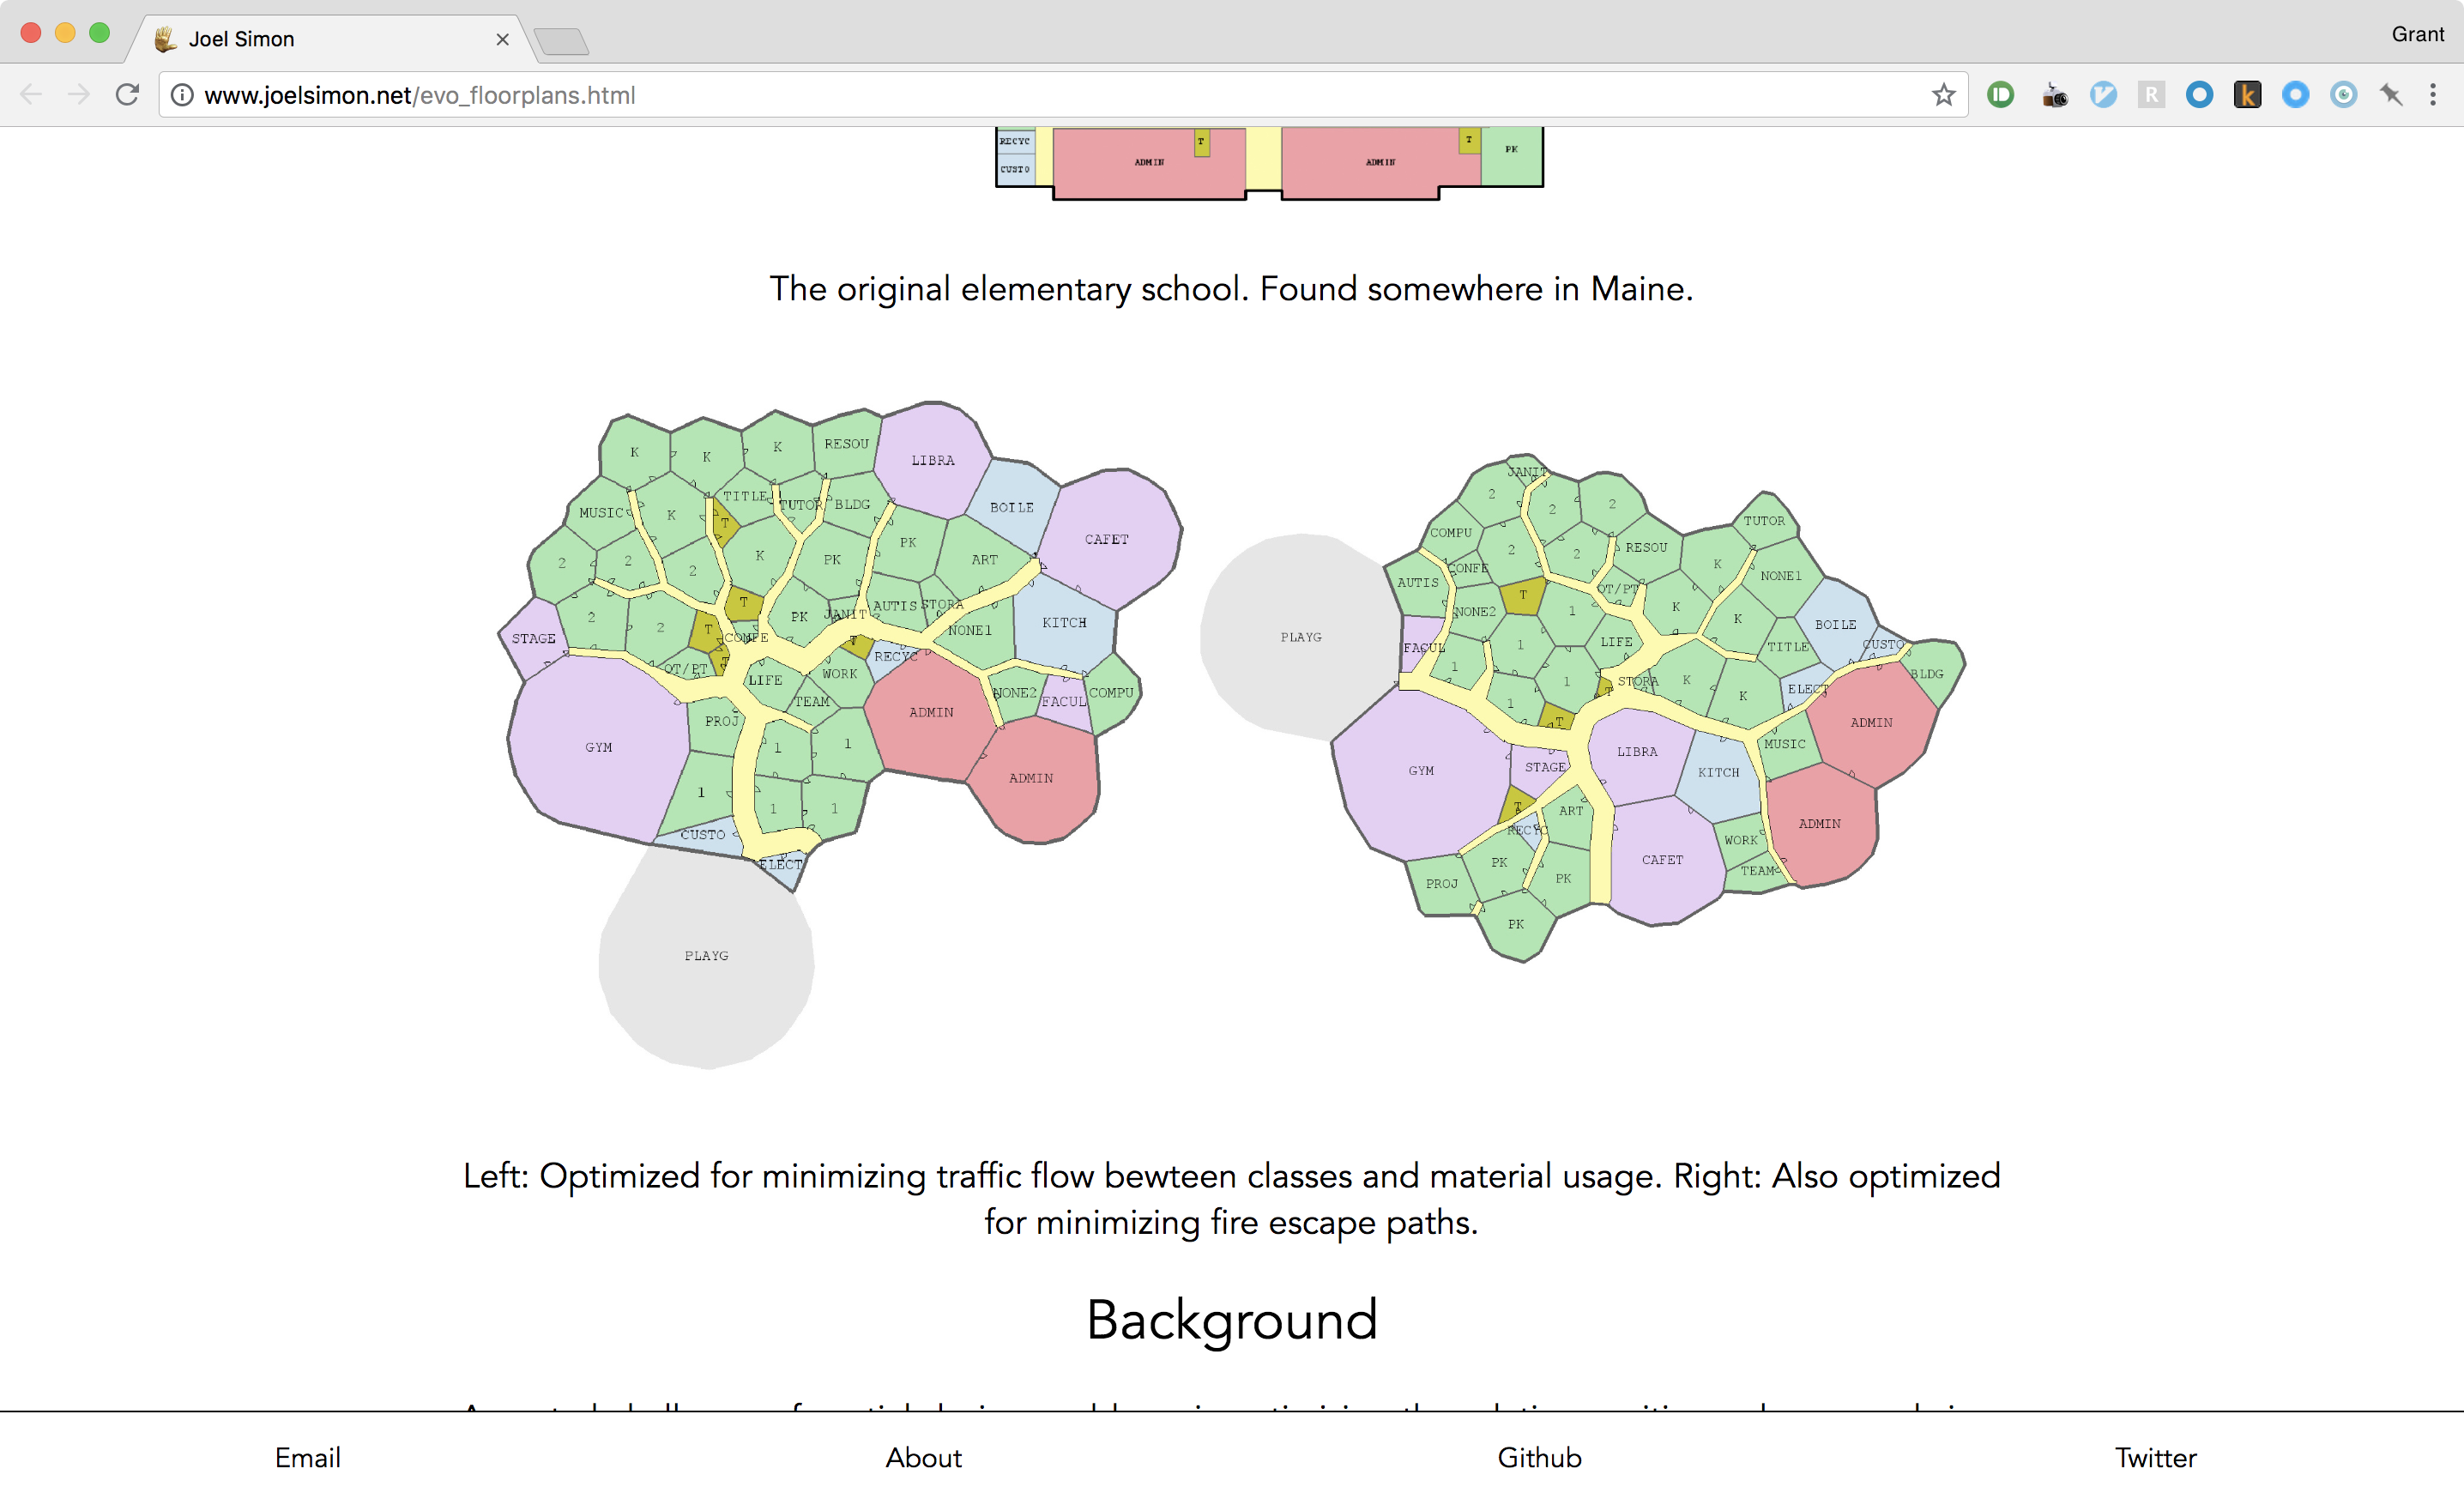 Joel Simon
Grant
www.joelsimon.net/evo_floorplans.html
RECYC
CUSTO
ADMIN
T
ADMIN
T
PK
The original elementary school. Found somewhere in Maine.
K
K
K
RESOU
LIBRA
MUSIC
K
TITLE
T
TUTOR
BLDG
BOILE
CAFET
2
2
2
K
PK
PK
ART
2
2
T
T
T
CONFE
PK
JANIT
AUTIS
STORA
NONE1
KITCH
STAGE
OT/PT
LIFE
WORK
T
RECYC
TEAM
NONE2
FACUL
COMPU
GYM
PROJ
1
1
ADMIN
ADMIN
1
1
1
CUSTO
ELECT
PLAYG
JANIT
2
2
2
TUTOR
COMPU
2
2
RESOU
K
NONE1
PLAYG
AUTIS
CONFE
NONE2
T
1
OT/PT
K
K
BOILE
FACUL
1
1
LIFE
TITLE
CUSTO
BLDG
1
1
T
STORA
K
K
ELECT
T
ADMIN
GYM
STAGE
LIBRA
KITCH
MUSIC
T
ART
RECYC
ADMIN
PROJ
PK
PK
CAFET
WORK
TEAM
PK
Left: Optimized for minimizing traffic flow bewteen classes and material usage. Right: Also optimized
for minimizing fire escape paths.
Background
Email
About
Github
Twitter